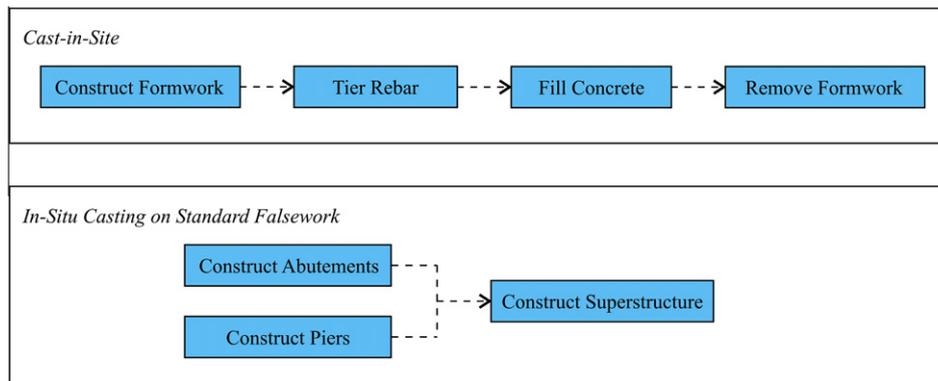 Cast-in-Site
Construct Formwork
Tier Rebar
Fill Concrete
Remove Formwork
In-Situ Casting on Standard Falsework
Construct Abutements
Construct Piers
Construct Superstructure